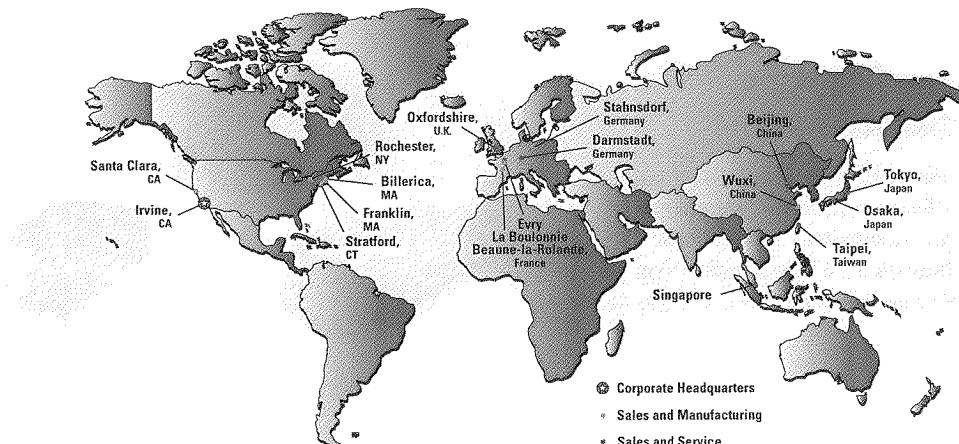 Oxfordshire,
U.K.
Stahnsdorf,
Germany
Darmstadt,
Germany
Beijing,
China
Rochester,
NY
Santa Clara,
CA
Billerica,
MA
Wuxi,
China
Tokyo,
Japan
Irvine,
CA
Franklin,
MA
Osaka,
Japan
Stratford,
CT
Evry
La Boulonnie
Beaune-la-Rolande,
France
Taipei,
Taiwan
Singapore
Corporate Headquarters
Sales and Manufacturing
Sales and Service